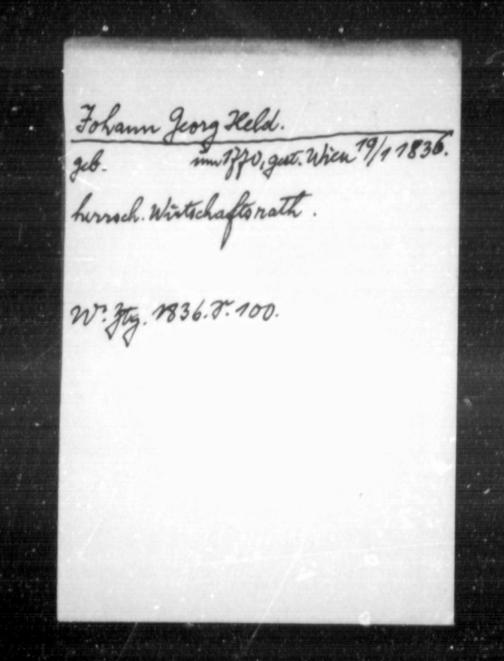 Johann Georg Held.
geb. um 1770, gest. Wien 19/1 1836.
herrsch. Wirtschaftsrath.
Wr. Ztg. 1836. S. 100.